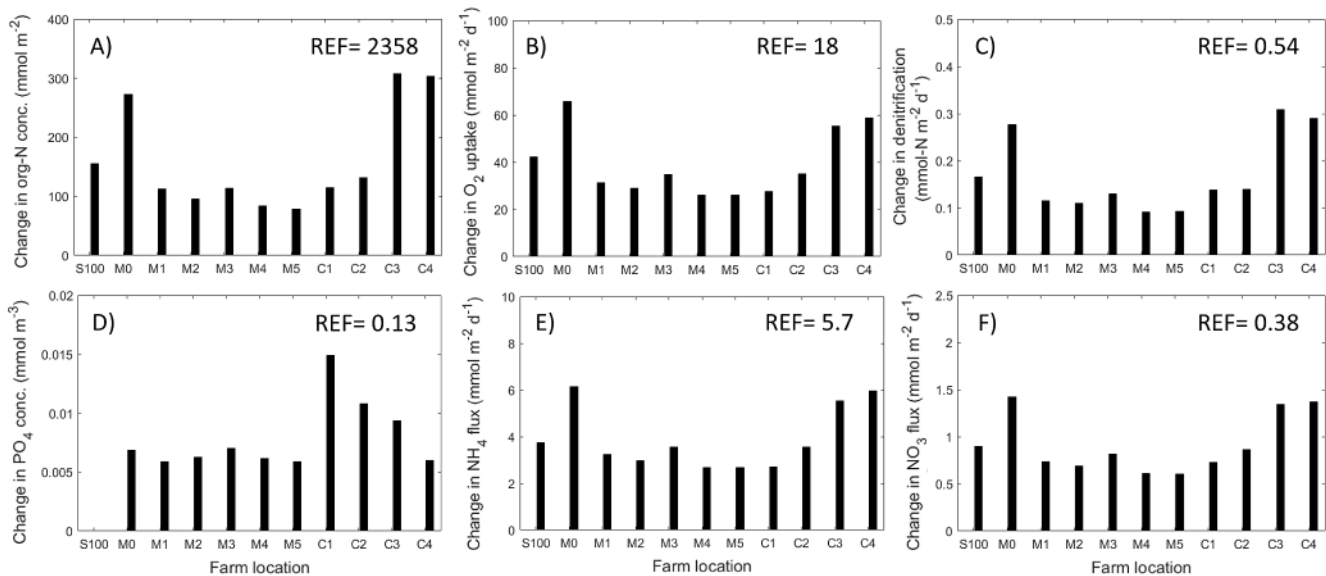 A) REF= 2358
Change in org-N conc. (mmol m⁻²)
400
300
200
100
0
S100 M0 M1 M2 M3 M4 M5 C1 C2 C3 C4
B) REF= 18
Change in O₂ uptake (mmol m⁻² d⁻¹)
100
80
60
40
20
0
S100 M0 M1 M2 M3 M4 M5 C1 C2 C3 C4
C) REF= 0.54
Change in denitrification
(mmol-N m⁻² d⁻¹)
0.5
0.4
0.3
0.2
0.1
0
S100 M0 M1 M2 M3 M4 M5 C1 C2 C3 C4
D) REF= 0.13
Change in PO₄ conc. (mmol m⁻³)
0.02
0.015
0.01
0.005
0
S100 M0 M1 M2 M3 M4 M5 C1 C2 C3 C4
Farm location
E) REF= 5.7
Change in NH₄ flux (mmol m⁻² d⁻¹)
10
8
6
4
2
0
S100 M0 M1 M2 M3 M4 M5 C1 C2 C3 C4
Farm location
F) REF= 0.38
Change in NO₃ flux (mmol m⁻² d⁻¹)
2.5
2
1.5
1
0.5
0
S100 M0 M1 M2 M3 M4 M5 C1 C2 C3 C4
Farm location